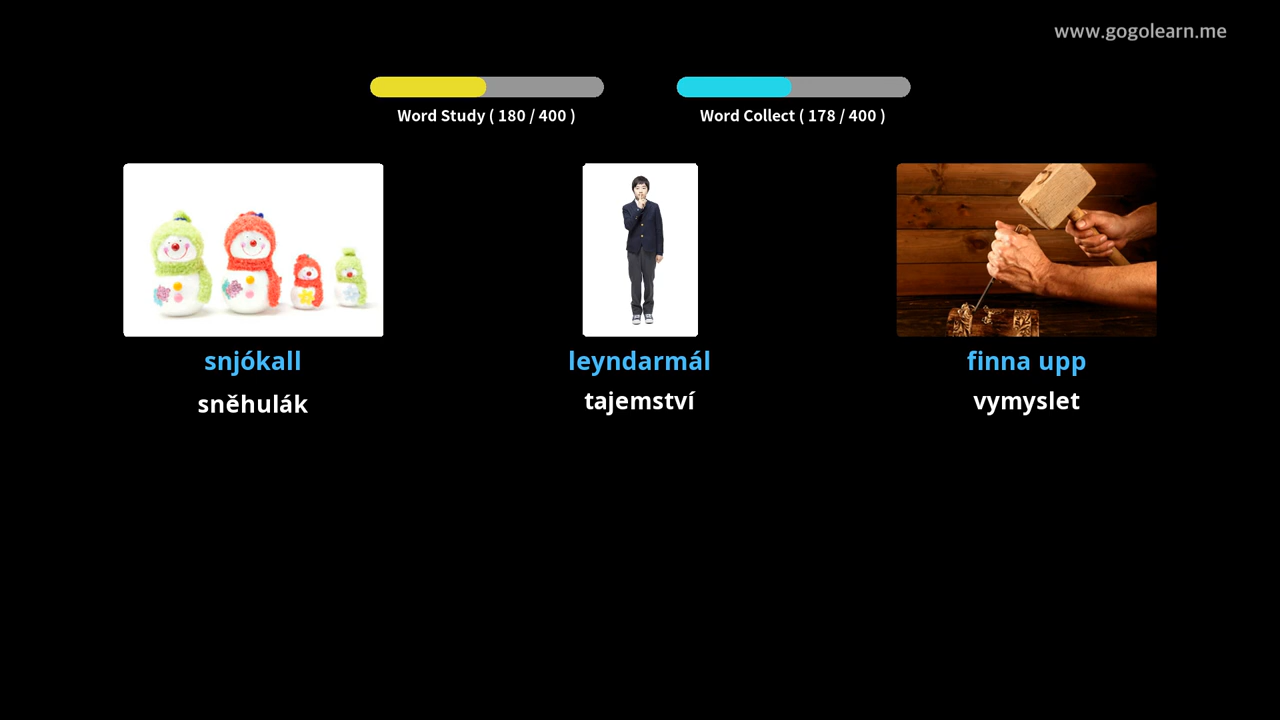 www.gogolearn.me
Word Study ( 180 / 400 )
Word Collect ( 178 / 400 )
snjókall
sněhulák
leyndarmál
tajemství
finna upp
vymyslet